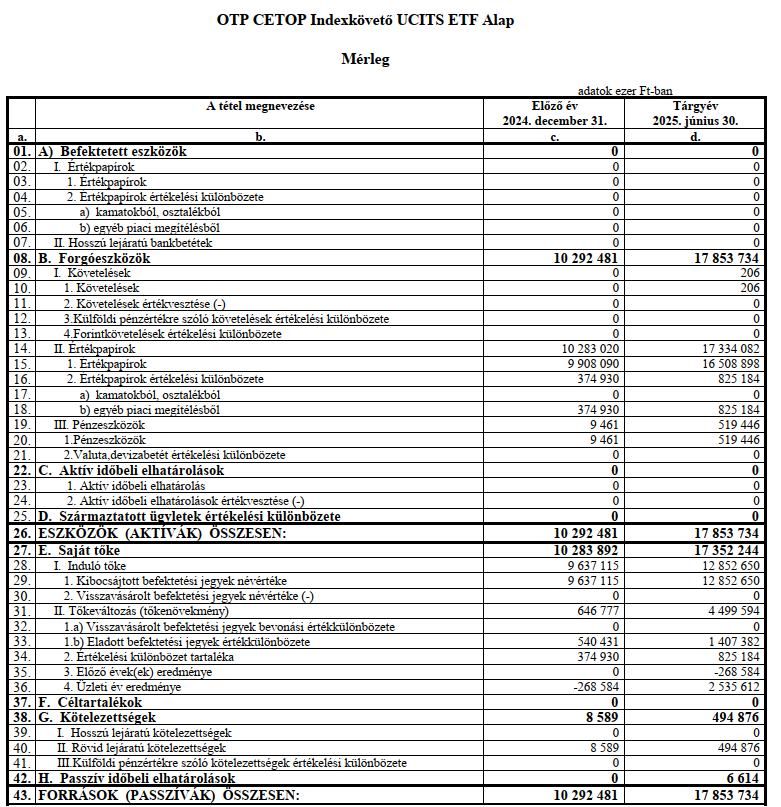 OTP CETOP Indexkövető UCITS ETF Alap
Mérleg
adatok ezer Ft-ban
A tétel megnevezése Előző év 2024. december 31. Tárgyév 2025. június 30.
a. b. c. d.
01. A) Befektetett eszközök 0 0
02. I. Értékpapírok 0 0
03. 1. Értékpapírok 0 0
04. 2. Értékpapírok értékelési különbözete 0 0
05. a) kamatokból, osztalékból 0 0
06. b) egyéb piaci megítélésből 0 0
07. II. Hosszú lejáratú bankbetétek 0 0
08. B. Forgóeszközök 10 292 481 17 853 734
09. I. Követelések 0 206
10. 1. Követelések 0 206
11. 2. Követelések értékvesztése (-) 0 0
12. 3.Külföldi pénzértékre szóló követelések értékelési különbözete 0 0
13. 4.Forintkövetelések értékelési különbözete 0 0
14. II. Értékpapírok 10 283 020 17 334 082
15. 1. Értékpapírok 9 908 090 16 508 898
16. 2. Értékpapírok értékelési különbözete 374 930 825 184
17. a) kamatokból, osztalékból 0 0
18. b) egyéb piaci megítélésből 374 930 825 184
19. III. Pénzeszközök 9 461 519 446
20. 1.Pénzeszközök 9 461 519 446
21. 2.Valuta,devizabetét értékelési különbözete 0 0
22. C. Aktív időbeli elhatárolások 0 0
23. 1. Aktív időbeli elhatárolás 0 0
24. 2. Aktív időbeli elhatárolások értékvesztése (-) 0 0
25. D. Származtatott ügyletek értékelési különbözete 0 0
26. ESZKÖZÖK (AKTÍVÁK) ÖSSZESEN: 10 292 481 17 853 734
27. E. Saját tőke 10 283 892 17 352 244
28. I. Induló tőke 9 637 115 12 852 650
29. 1. Kibocsájtott befektetési jegyek névértéke 9 637 115 12 852 650
30. 2. Visszavásárolt befektetési jegyek névértéke (-) 0 0
31. II. Tőkeváltozás (tőkenövekmény) 646 777 4 499 594
32. 1.a) Visszavásárolt befektetési jegyek bevonási értékkülönbözete 0 0
33. 1.b) Eladott befektetési jegyek értékkülönbözete 540 431 1 407 382
34. 2. Értékelési különbözet tartaléka 374 930 825 184
35. 3. Előző évek(ek) eredménye 0 -268 584
36. 4. Üzleti év eredménye -268 584 2 535 612
37. F. Céltartalékok 0 0
38. G. Kötelezettségek 8 589 494 876
39. I. Hosszú lejáratú kötelezettségek 0 0
40. II. Rövid lejáratú kötelezettségek 8 589 494 876
41. III.Külföldi pénzértékre szóló kötelezettségek értékelési különbözete 0 0
42. H. Passzív időbeli elhatárolások 0 6 614
43. FORRÁSOK (PASSZÍVÁK) ÖSSZESEN: 10 292 481 17 853 734